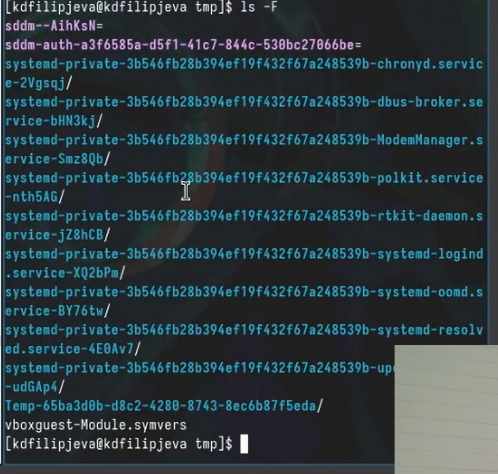 [kdfilipjeva@kdfilipjeva tmp]$ ls -F
sddm--AihKsN=
sddm-auth-a3f6585a-d5f1-41c7-844c-530bc27066be=
systemd-private-3b546fb28b394ef19f432f67a248539b-chronyd.servic
e-2Vgsqj/
systemd-private-3b546fb28b394ef19f432f67a248539b-dbus-broker.se
rvice-bHN3kj/
systemd-private-3b546fb28b394ef19f432f67a248539b-ModemManager.s
ervice-Smz8Qb/
systemd-private-3b546fb28b394ef19f432f67a248539b-polkit.service
-nth5AG/
systemd-private-3b546fb28b394ef19f432f67a248539b-rtkit-daemon.s
ervice-jZ8hCB/
systemd-private-3b546fb28b394ef19f432f67a248539b-systemd-logind
.service-XQ2bPm/
systemd-private-3b546fb28b394ef19f432f67a248539b-systemd-oomd.s
ervice-BY76tw/
systemd-private-3b546fb28b394ef19f432f67a248539b-systemd-resolv
ed.service-4E0Av7/
systemd-private-3b546fb28b394ef19f432f67a248539b-
-udGAp4/
Temp-65ba3d0b-d8c2-4280-8743-8ec6b87f5eda/
vboxguest-Module.symvers
[kdfilipjeva@kdfilipjeva tmp]$